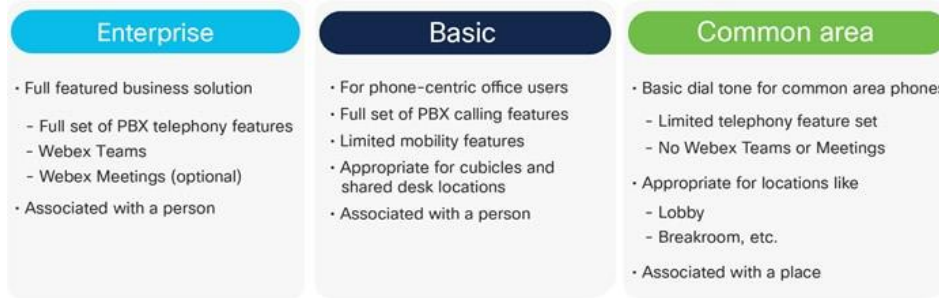 Enterprise
• Full featured business solution
– Full set of PBX telephony features
– Webex Teams
– Webex Meetings (optional)
• Associated with a person
Basic
• For phone-centric office users
• Full set of PBX calling features
• Limited mobility features
• Appropriate for cubicles and
shared desk locations
• Associated with a person
Common area
• Basic dial tone for common area phones
– Limited telephony feature set
– No Webex Teams or Meetings
• Appropriate for locations like
– Lobby
– Breakroom, etc.
• Associated with a place